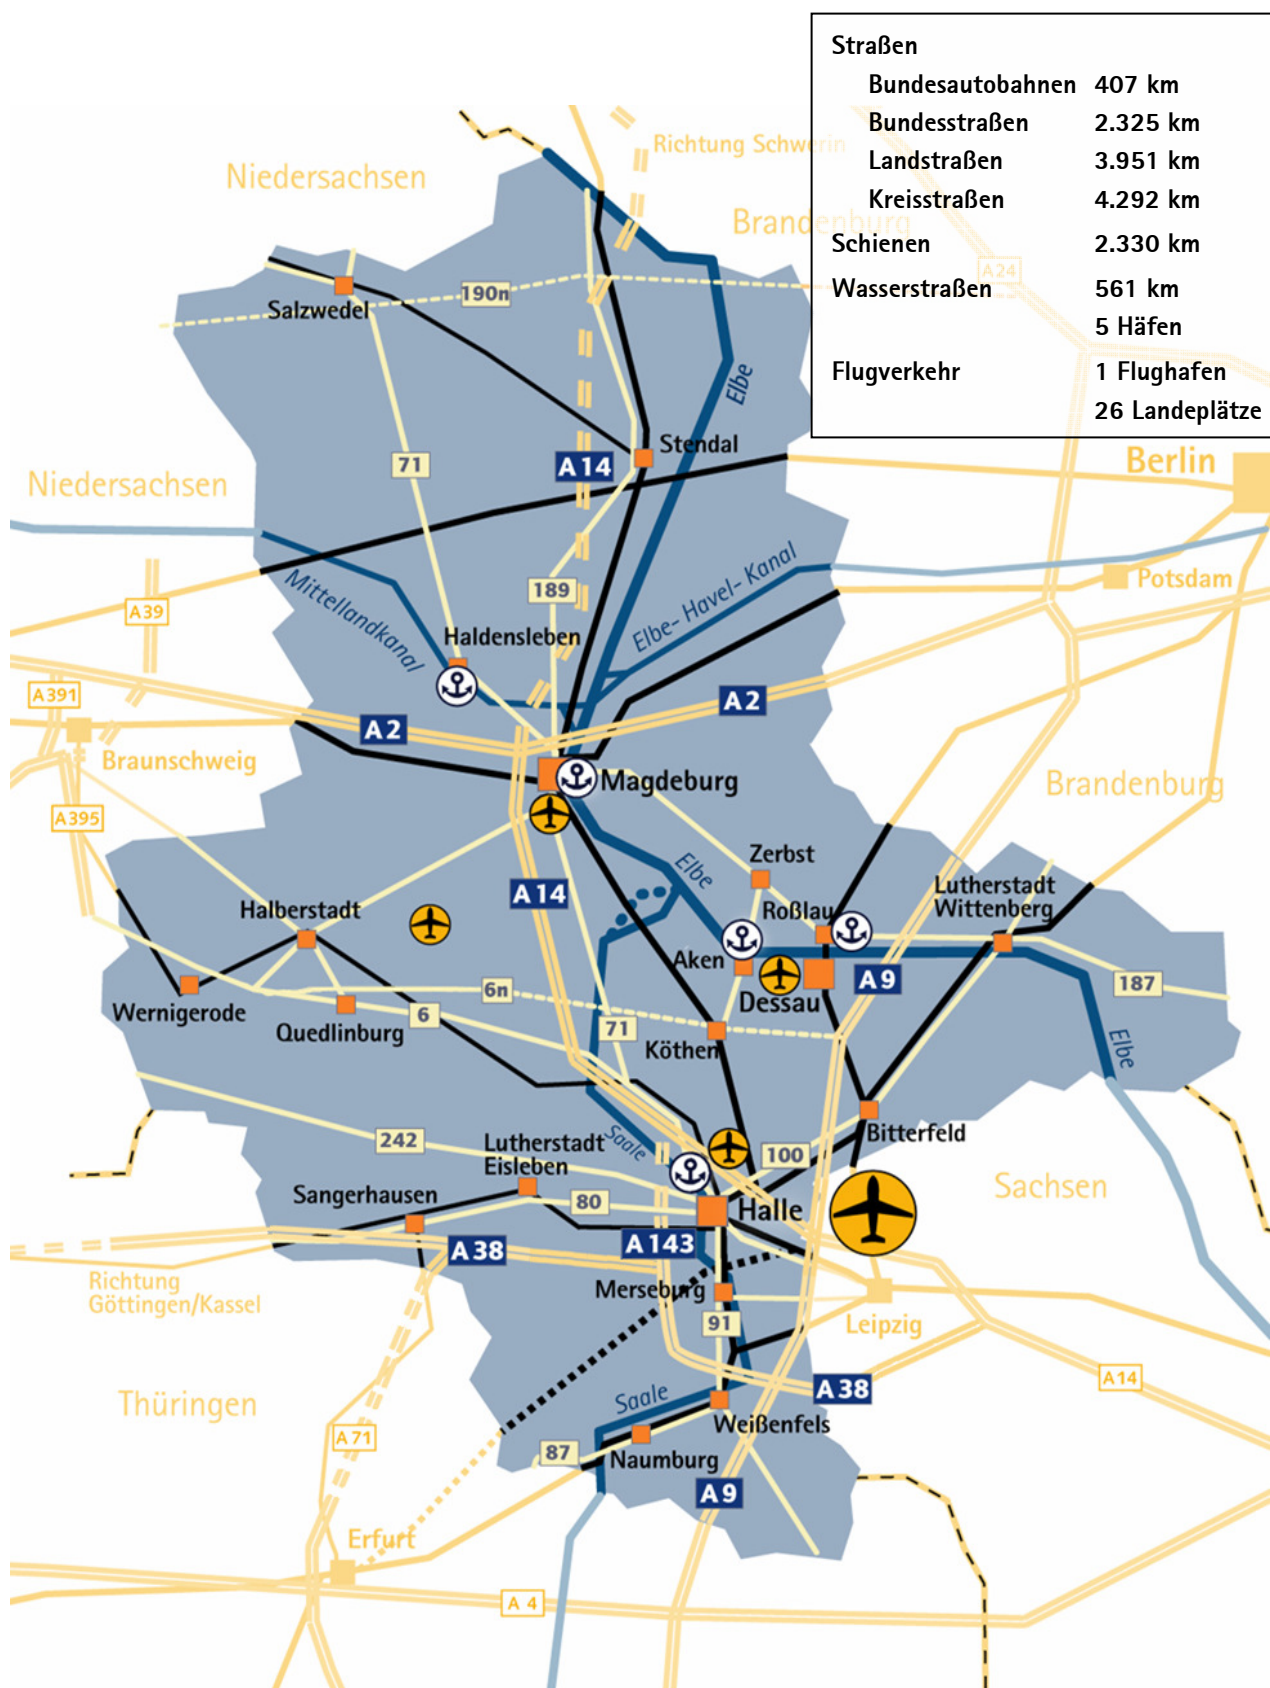 Straßen
Bundesautobahnen 407 km
Bundesstraßen 2.325 km
Landstraßen 3.951 km
Kreisstraßen 4.292 km
Schienen 2.330 km
Wasserstraßen 561 km
5 Häfen
Flugverkehr 1 Flughafen
26 Landeplätze
Richtung Schwerin
Niedersachsen
Brandenburg
A24
190n
Salzwedel
Elbe
Stendal
71
A14
Berlin
Niedersachsen
Elbe-Havel-Kanal
Mittellandkanal
189
Potsdam
A39
Haldensleben
A391
A2
A2
Braunschweig
Magdeburg
Brandenburg
A395
Elbe
Zerbst
A14
Lutherstadt
Wittenberg
Halberstadt
Roßlau
Aken
A9
187
6n
Dessau
Wernigerode
6
Quedlinburg
71
Köthen
Elbe
Bitterfeld
242
Lutherstadt
Eisleben
Saale
100
Sachsen
Sangerhausen
80
Halle
A38
A143
Richtung
Göttingen/Kassel
Merseburg
91
Leipzig
A14
A38
Thüringen
Saale
Weißenfels
A71
87
Naumburg
A9
Erfurt
A 4